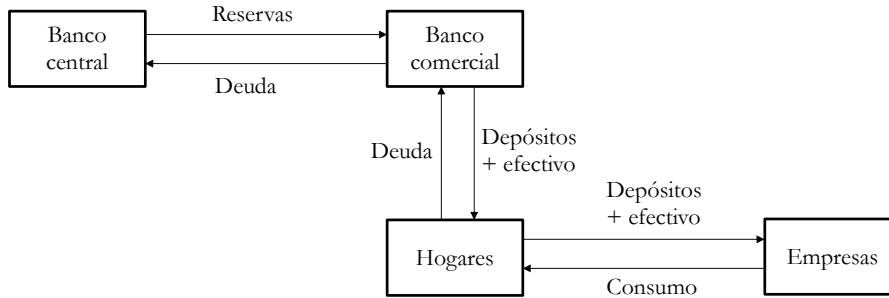 Reservas
Banco
central
Banco
comercial
Deuda
Deuda
Depósitos
+ efectivo
Depósitos
+ efectivo
Hogares
Empresas
Consumo